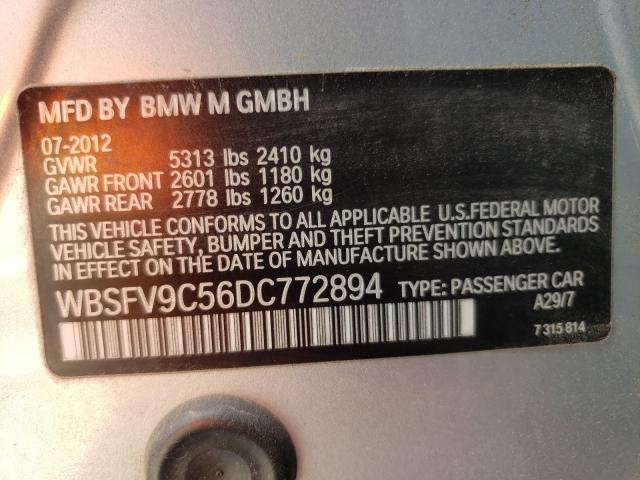 MFD BY BMW M GMBH
07-2012
GVWR 5313 lbs 2410 kg
GAWR FRONT 2601 lbs 1180 kg
GAWR REAR 2778 lbs 1260 kg
THIS VEHICLE CONFORMS TO ALL APPLICABLE U.S.FEDERAL MOTOR
VEHICLE SAFETY, BUMPER AND THEFT PREVENTION STANDARDS
IN EFFECT ON THE DATE OF MANUFACTURE SHOWN ABOVE.
WBSFV9C56DC772894 TYPE: PASSENGER CAR
A29/7
7 315 814